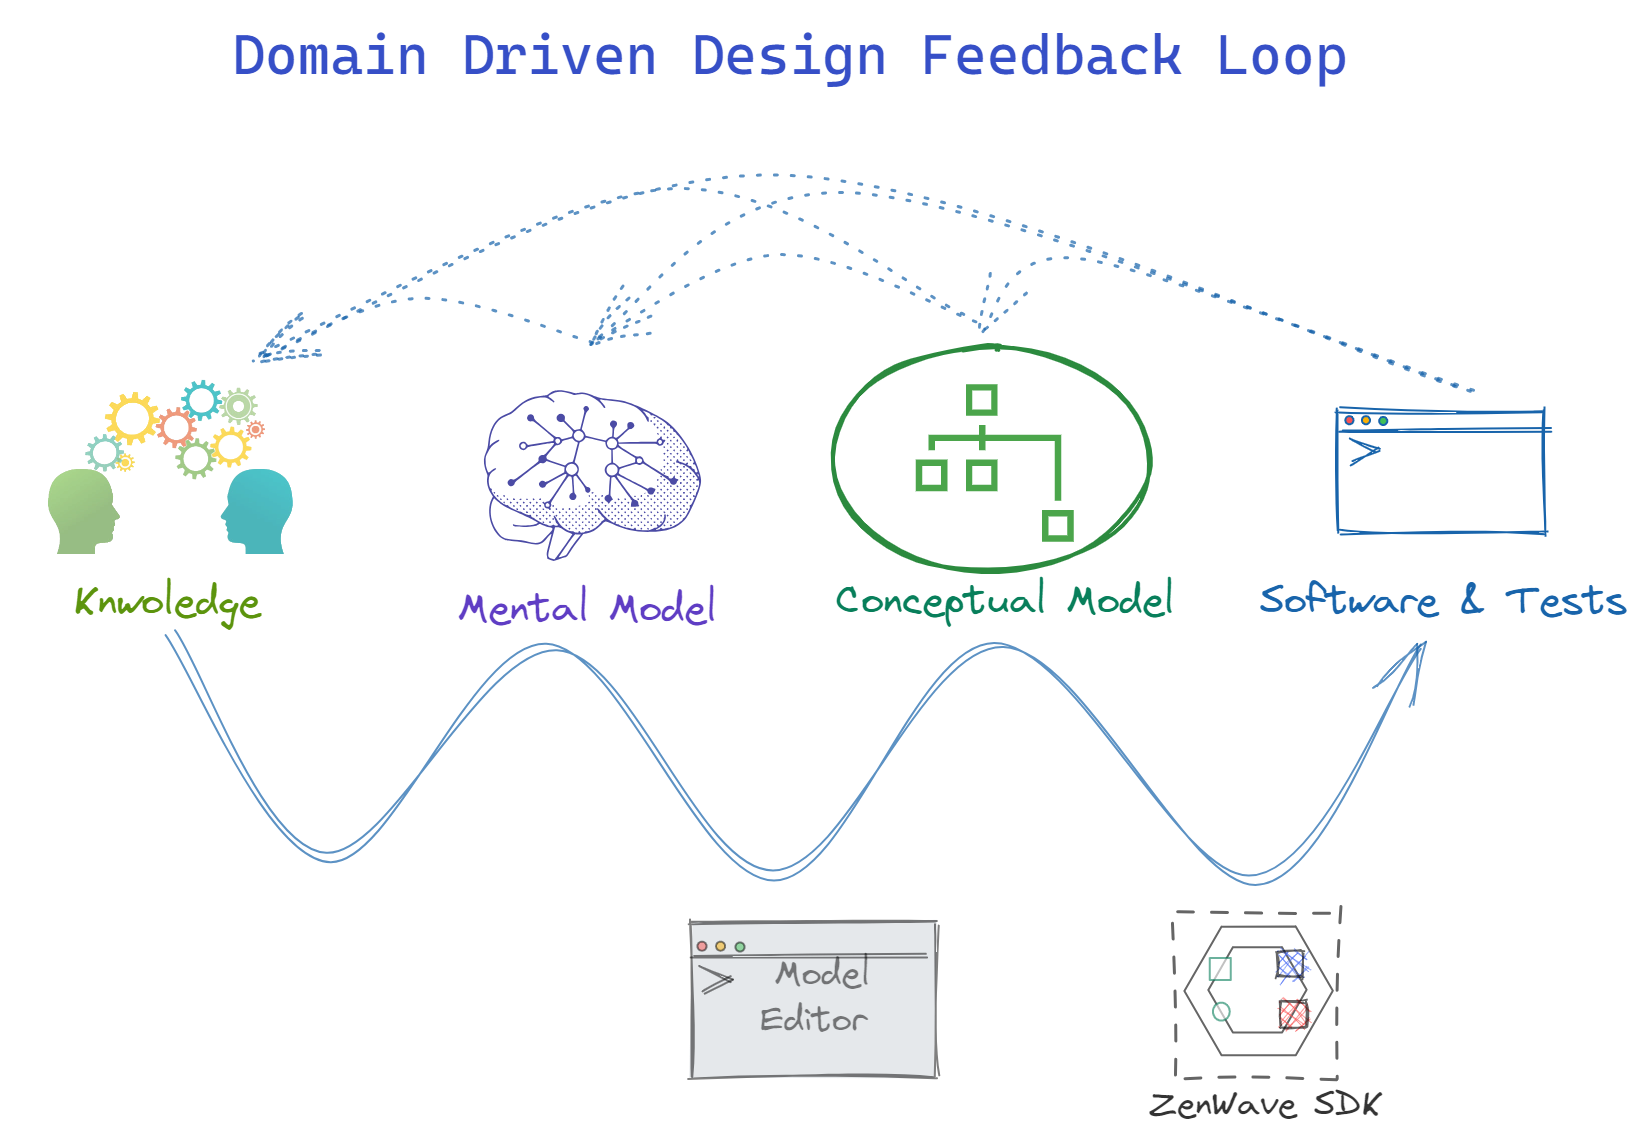 Domain Driven Design Feedback Loop
Knwoledge
Mental Model
Conceptual Model
Software & Tests
Model
Editor
ZenWave SDK